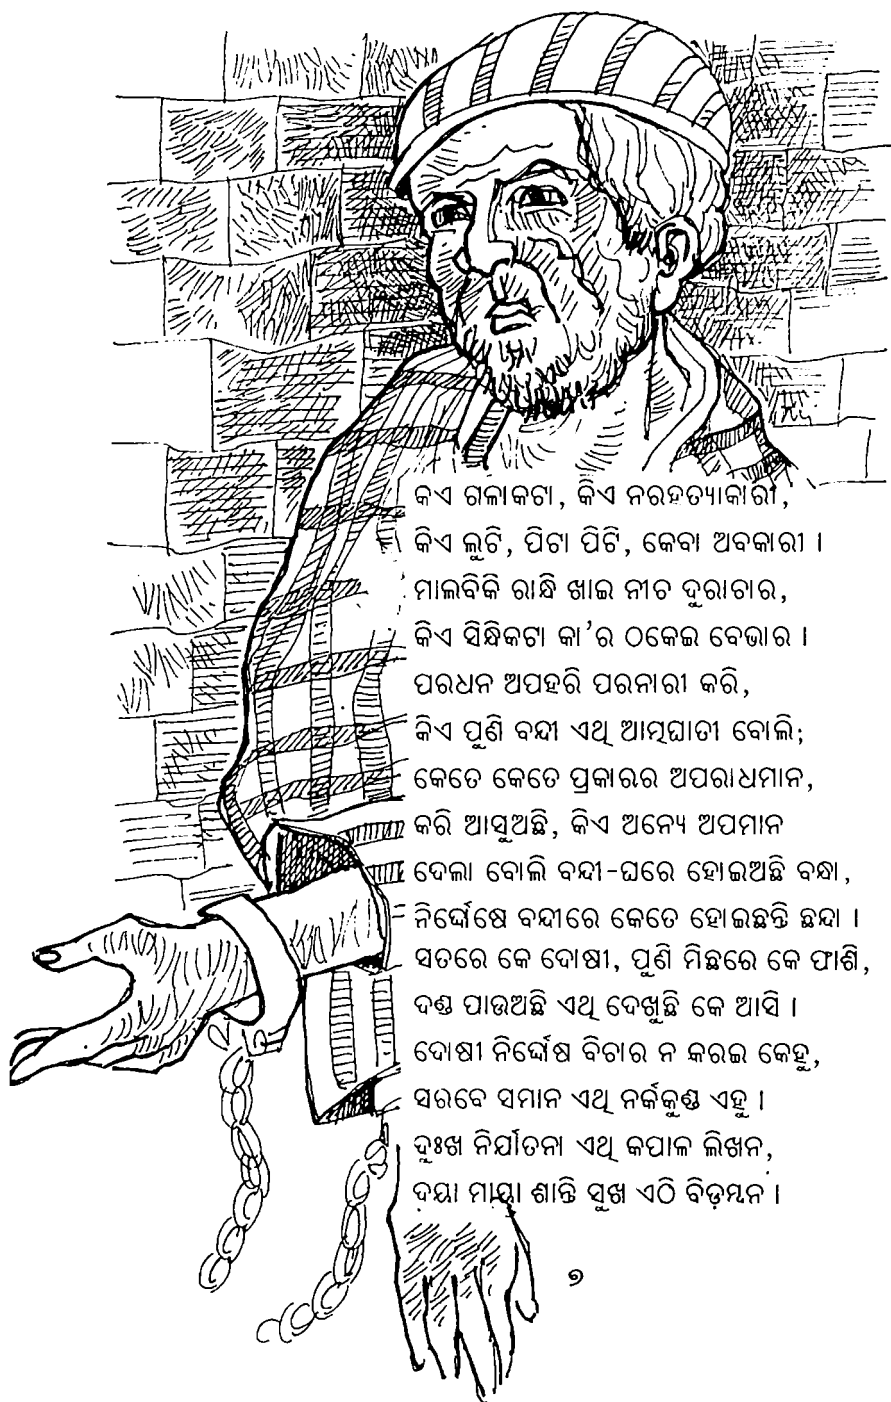 କିଏ ଗଳାକଟା, କିଏ ନରହତ୍ୟାକାରୀ,
କିଏ ଲୁଟି, ପିଟା ପିଟି, କେବା ଅବକାରୀ ।
ମାଲବିକି ରାନ୍ଧି ଖାଇ ନୀଚ ଦୁରାଚାର,
କିଏ ସିନ୍ଧିକଟା କା'ର ଠକେଇ ବେଭାର ।
ପରଧନ ଅପହରି ପରନାରୀ କରି,
କିଏ ପୁଣି ବନ୍ଦୀ ଏଥି ଆତ୍ମଘାତୀ ବୋଲି;
କେତେ କେତେ ପ୍ରକାରର ଅପରାଧମାନ,
କରି ଆସୁଅଛି, କିଏ ଅନ୍ୟେ ଅପମାନ
ଦେଲା ବୋଲି ବନ୍ଦୀ-ଘରେ ହୋଇଅଛି ବନ୍ଧା,
ନିର୍ଦ୍ଦୋଷେ ବନ୍ଦୀରେ କେତେ ହୋଇଛନ୍ତି ଛନ୍ଦା ।
ସତରେ କେ ଦୋଷୀ, ପୁଣି ମିଛରେ କେ ଫାଶି,
ଦଣ୍ଡ ପାଉଅଛି ଏଥି ଦେଖୁଛି କେ ଆସି ।
ଦୋଷୀ ନିର୍ଦ୍ଦୋଷ ବିଚାର ନ କରଇ କେହୁ,
ସରବେ ସମାନ ଏଥି ନର୍କକୁଣ୍ଡ ଏହୁ ।
ଦୁଃଖ ନିର୍ଯାତନା ଏଥି କପାଳ ଲିଖନ,
ଦୟା ମାୟା ଶାନ୍ତି ସୁଖ ଏଠି ବିଡ଼ମ୍ବନ ।
୭